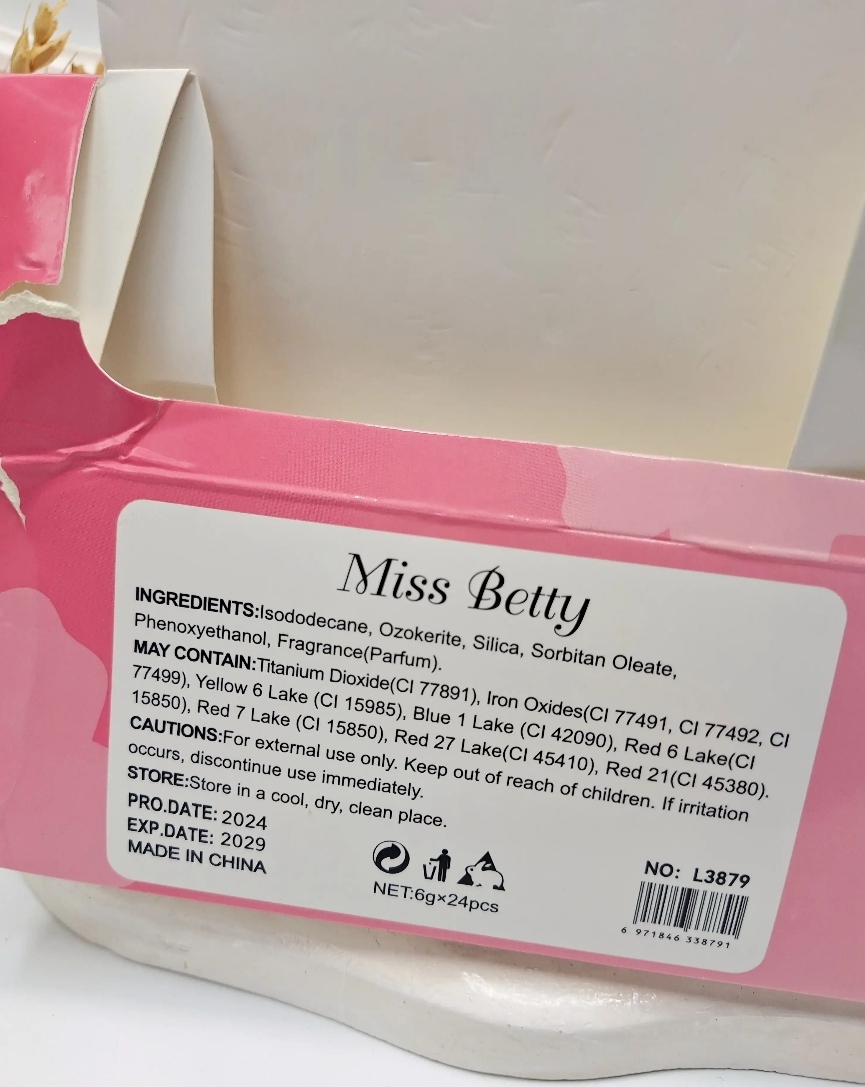 Miss Betty
INGREDIENTS:Isododecane, Ozokerite, Silica, Sorbitan Oleate,
Phenoxyethanol, Fragrance(Parfum).
MAY CONTAIN:Titanium Dioxide(CI 77891), Iron Oxides(CI 77491, CI 77492, CI
77499), Yellow 6 Lake (CI 15985), Blue 1 Lake (CI 42090), Red 6 Lake(CI
15850), Red 7 Lake (CI 15850), Red 27 Lake(CI 45410), Red 21(CI 45380).
CAUTIONS:For external use only. Keep out of reach of children. If irritation
occurs, discontinue use immediately.
STORE:Store in a cool, dry, clean place.
PRO.DATE: 2024
EXP.DATE: 2029
MADE IN CHINA
NET:6g×24pcs
NO: L3879
6 971846 338791